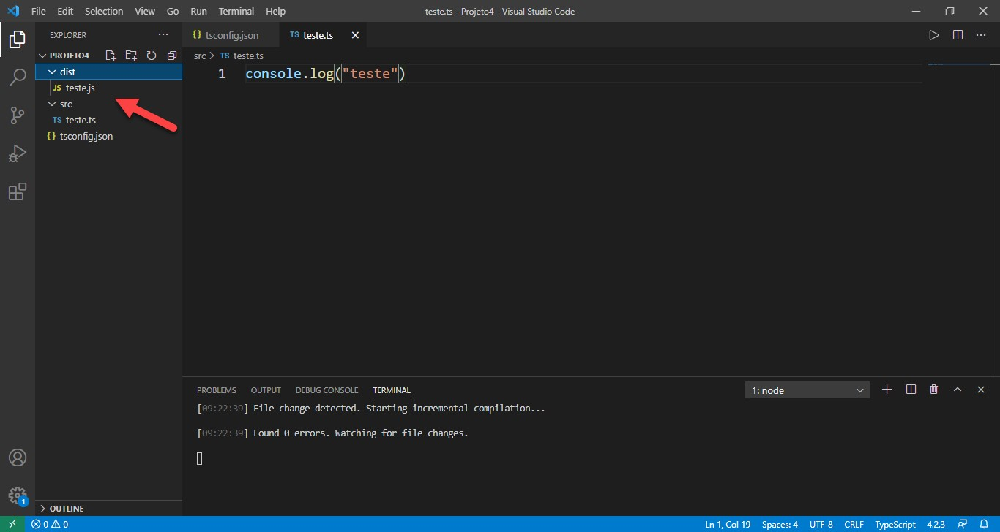 File Edit Selection View Go Run Terminal Help
teste.ts - Projeto4 - Visual Studio Code
EXPLORER
PROJETO4
dist
JS teste.js
src
TS teste.ts
{} tsconfig.json
OUTLINE
{} tsconfig.json
TS teste.ts
src > TS teste.ts
1 console.log("teste")
PROBLEMS OUTPUT DEBUG CONSOLE TERMINAL
1: node
[09:22:39] File change detected. Starting incremental compilation...
[09:22:39] Found 0 errors. Watching for file changes.
1
0 0
Ln 1, Col 19 Spaces: 4 UTF-8 CRLF TypeScript 4.2.3